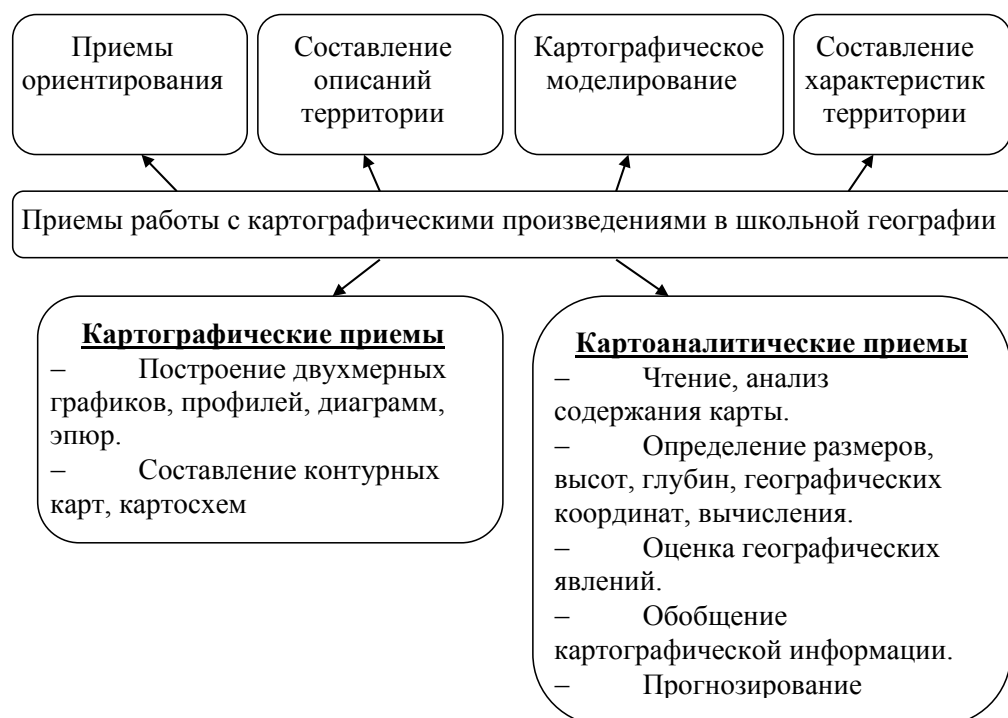 Приемы
ориентирования
Составление
описаний
территории
Картографическое
моделирование
Составление
характеристик
территории
Приемы работы с картографическими произведениями в школьной географии
Картографические приемы
– Построение двухмерных
графиков, профилей, диаграмм,
эпюр.
– Составление контурных
карт, картосхем
Картоаналитические приемы
– Чтение, анализ
содержания карты.
– Определение размеров,
высот, глубин, географических
координат, вычисления.
– Оценка географических
явлений.
– Обобщение
картографической информации.
– Прогнозирование